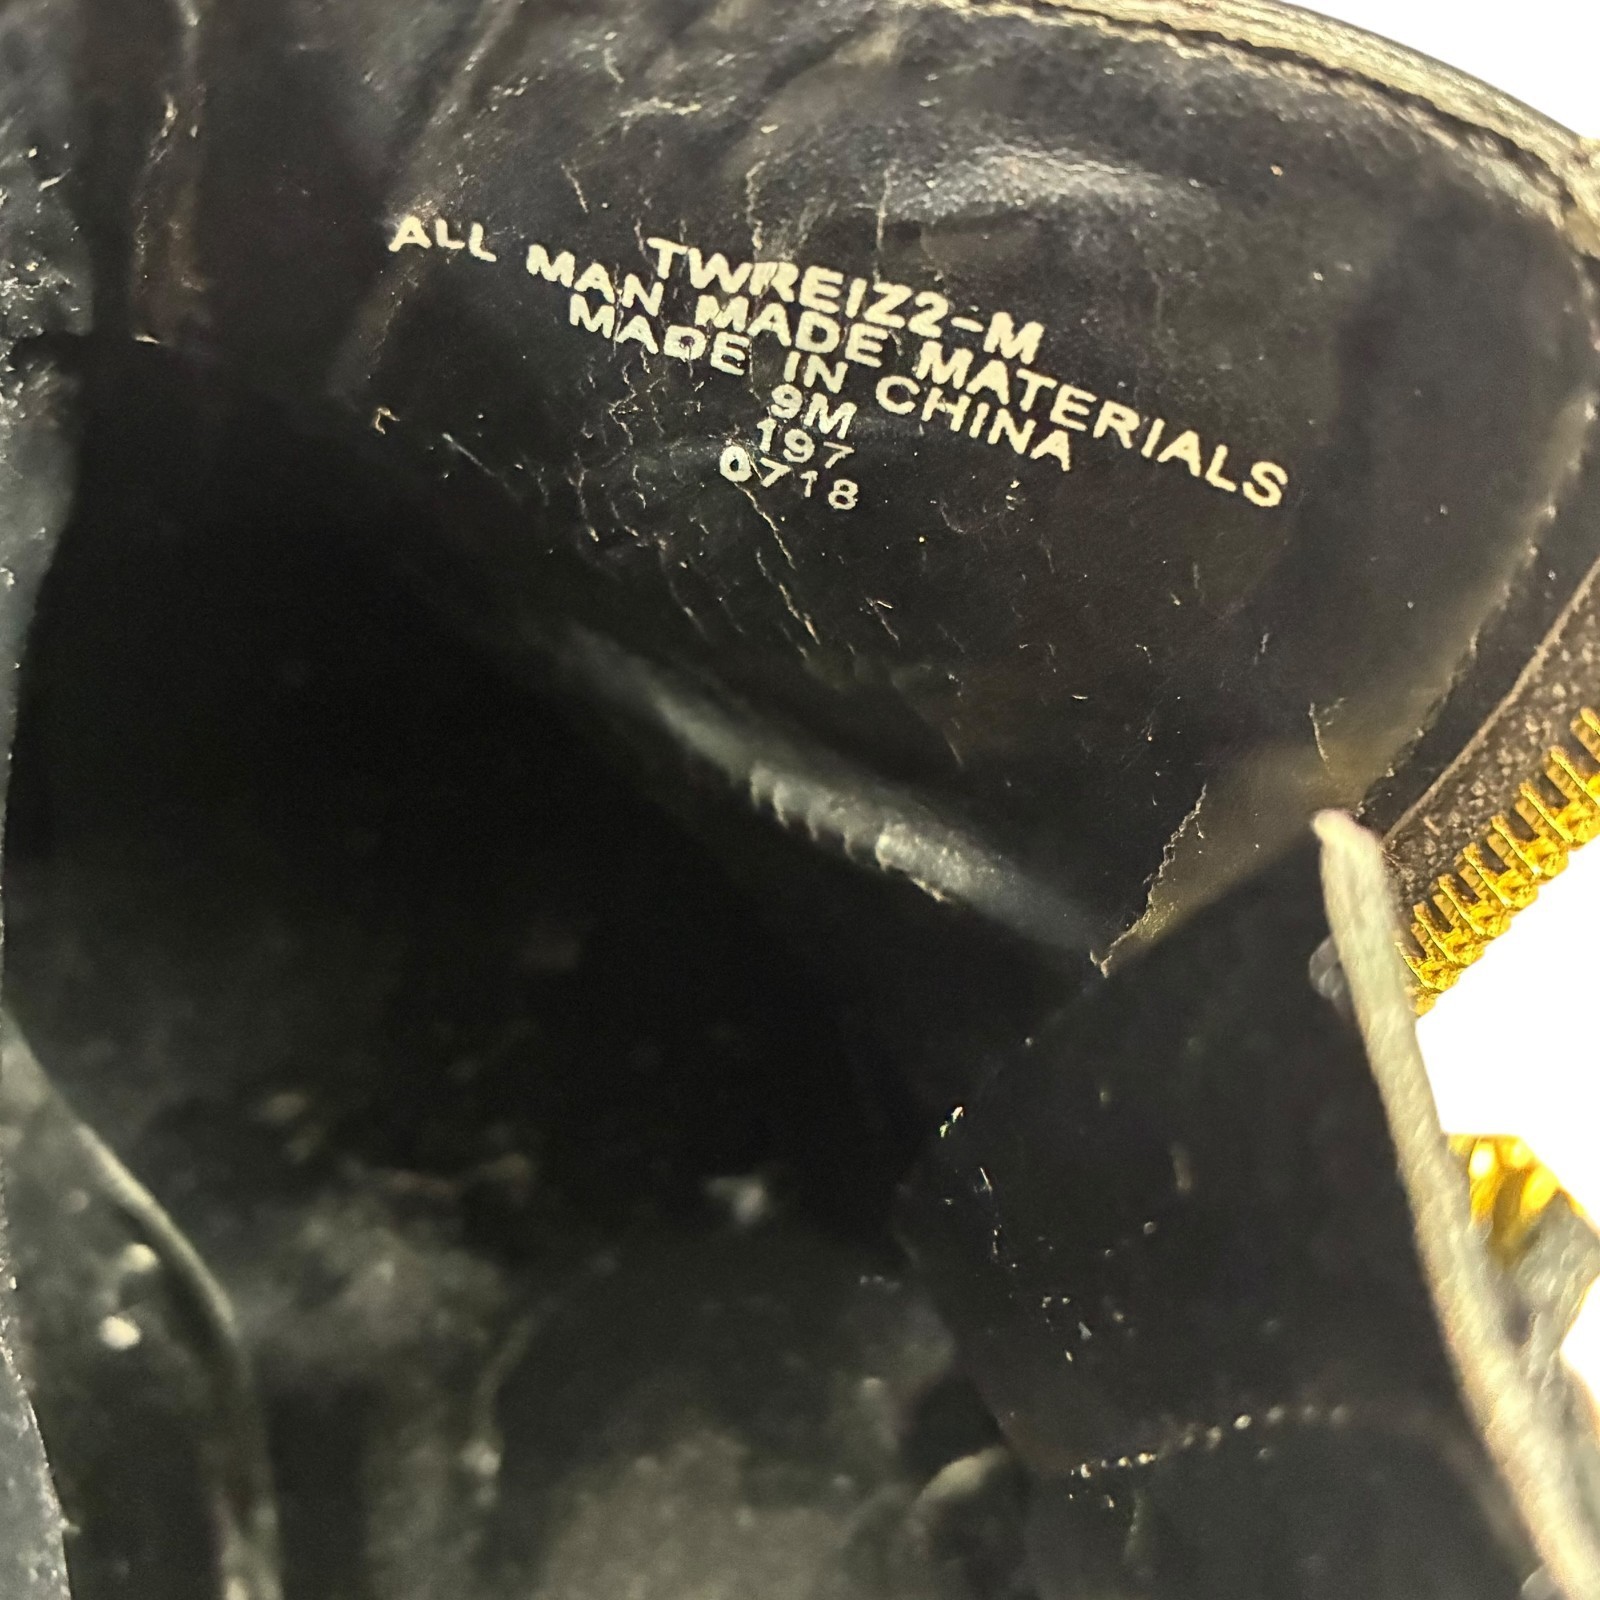 TWREIZ2-M
ALL MAN MADE MATERIALS
MADE IN CHINA
9M
197
0718